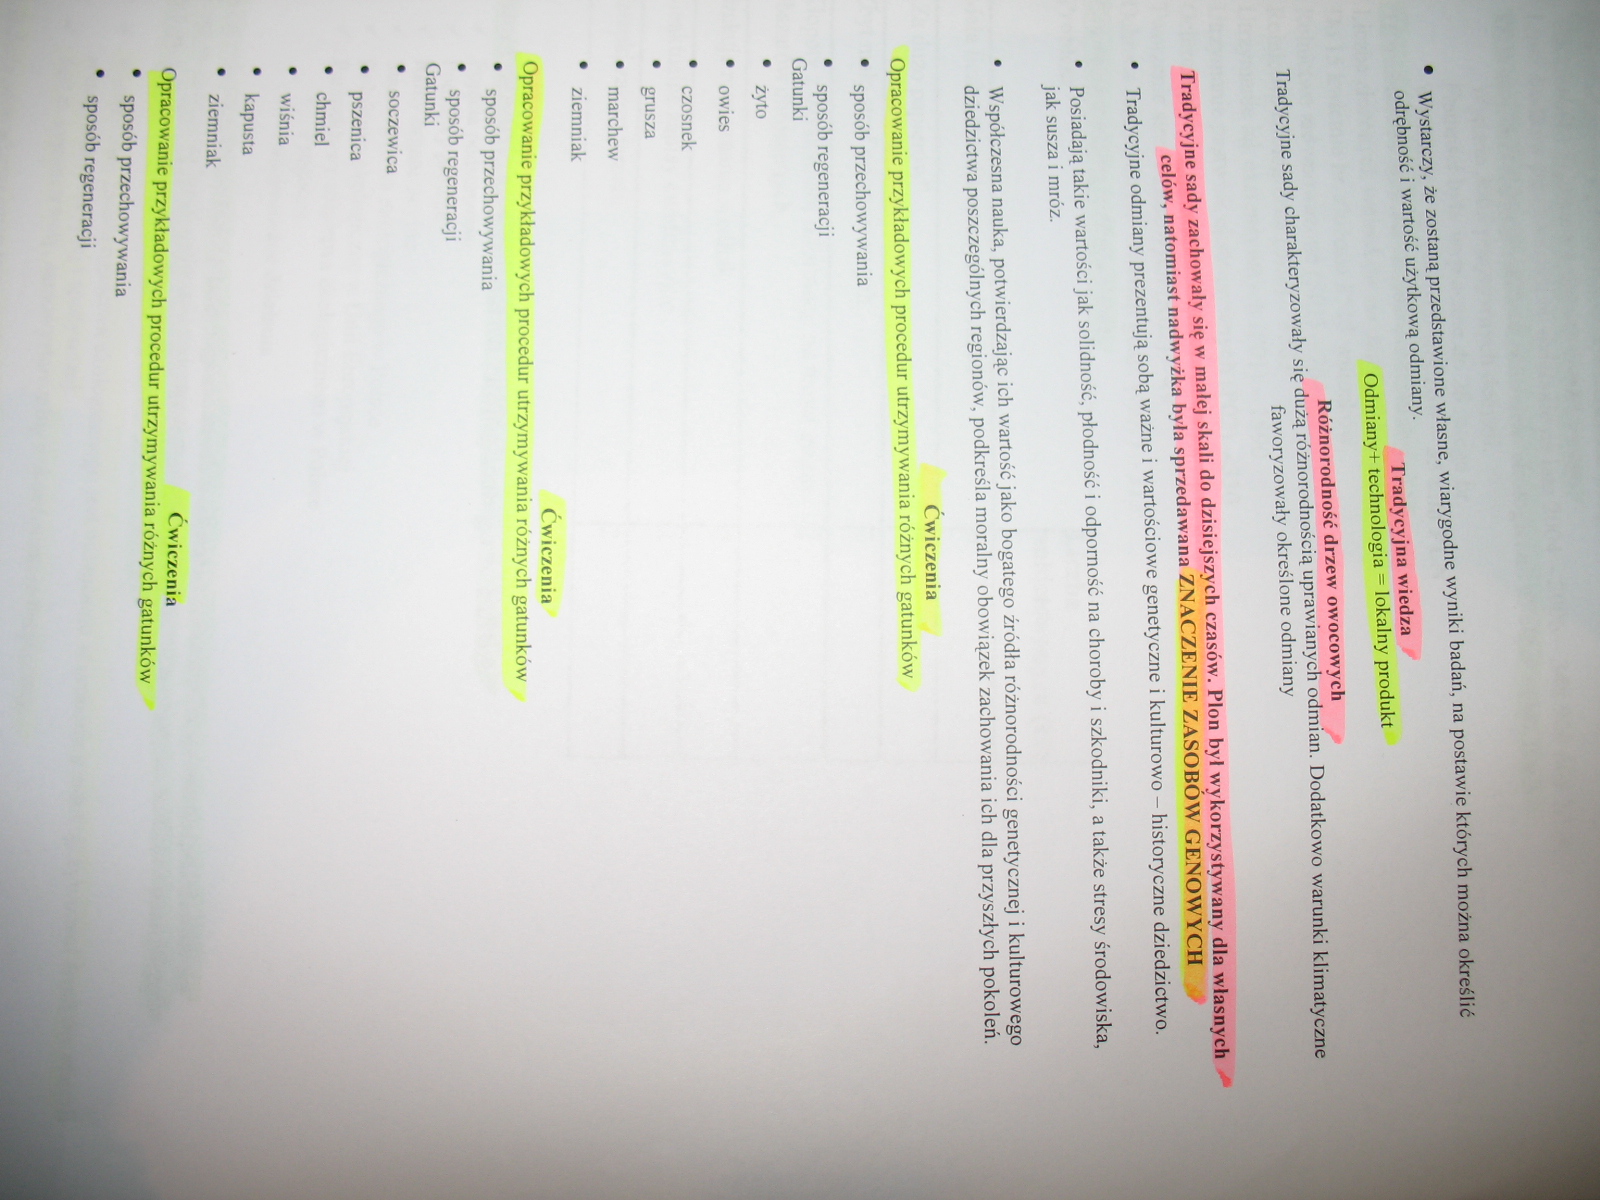 • Wystarczy, że zostaną przedstawione własne, wiarygodne wyniki badań, na postawie których można określić
odrębność i wartość użytkową odmiany.
Tradycyjna wiedza
Odmiany+ technologia = lokalny produkt
Różnorodność drzew owocowych
Tradycyjne sady charakteryzowały się dużą różnorodnością uprawianych odmian. Dodatkowo warunki klimatyczne
faworyzowały określone odmiany
Tradycyjne sady zachowały się w małej skali do dzisiejszych czasów. Plon był wykorzystywany dla własnych
celów, natomiast nadwyżka była sprzedawana ZNACZENIE ZASOBÓW GENOWYCH
• Tradycyjne odmiany prezentują sobą ważne i wartościowe genetyczne i kulturowo – historyczne dziedzictwo.
• Posiadają takie wartości jak solidność, płodność i odporność na choroby i szkodniki, a także stresy środowiska,
jak susza i mróz.
• Współczesna nauka, potwierdzając ich wartość jako bogatego źródła różnorodności genetycznej i kulturowego
dziedzictwa poszczególnych regionów, podkreśla moralny obowiązek zachowania ich dla przyszłych pokoleń.
Ćwiczenia
Opracowanie przykładowych procedur utrzymywania różnych gatunków
• sposób przechowywania
• sposób regeneracji
Gatunki
• żyto
• owies
• czosnek
• grusza
• marchew
• ziemniak
Ćwiczenia
Opracowanie przykładowych procedur utrzymywania różnych gatunków
• sposób przechowywania
• sposób regeneracji
Gatunki
• soczewica
• pszenica
• chmiel
• wiśnia
• kapusta
• ziemniak
Ćwiczenia
Opracowanie przykładowych procedur utrzymywania różnych gatunków
• sposób przechowywania
• sposób regeneracji